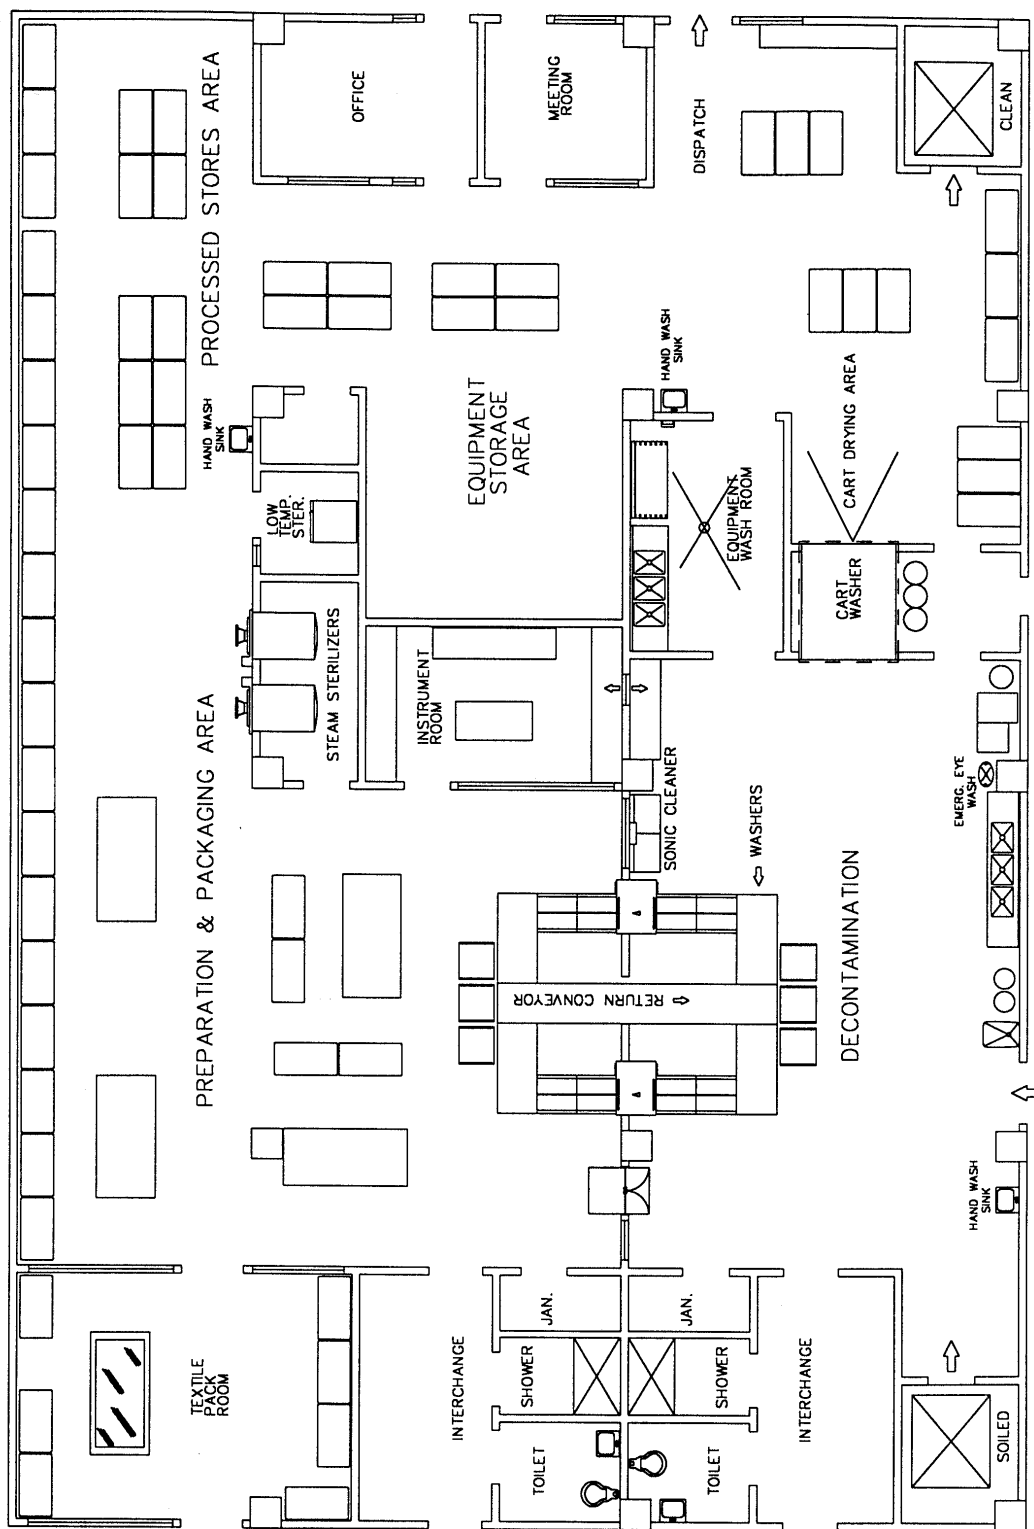 PROCESSED STORES AREA
OFFICE
MEETING
ROOM
DISPATCH
CLEAN
HAND WASH
SINK
LOW
TEMP.
STER.
EQUIPMENT
STORAGE
AREA
HAND WASH
SINK
EQUIPMENT
WASH ROOM
CART DRYING AREA
CART
WASHER
PREPARATION & PACKAGING AREA
STEAM STERILIZERS
INSTRUMENT
ROOM
SONIC CLEANER
WASHERS
EMERG. EYE
WASH
RETURN CONVEYOR
DECONTAMINATION
HAND WASH
SINK
TEXTILE
PACK
ROOM
INTERCHANGE
JAN.
SHOWER
TOILET
JAN.
SHOWER
TOILET
INTERCHANGE
SOILED